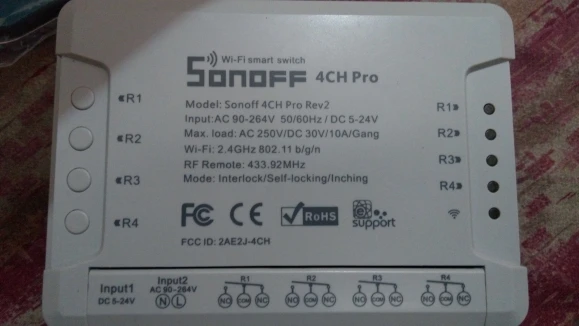 Wi-Fi smart switch
SONOFF 4CH Pro
Model: Sonoff 4CH Pro Rev2
Input:AC 90-264V 50/60Hz / DC 5-24V
Max. load: AC 250V/DC 30V/10A/Gang
Wi-Fi: 2.4GHz 802.11 b/g/n
RF Remote: 433.92MHz
Mode: Interlock/Self-locking/Inching
R1
R2
R3
R4
R1
R2
R3
R4
FC CE RoHS support
FCC ID: 2AE2J-4CH
Input1
DC 5-24V
Input2
AC 90-264V
N L
R1 R2 R3 R4
NO COM NC NO COM NC NO COM NC NO COM NC